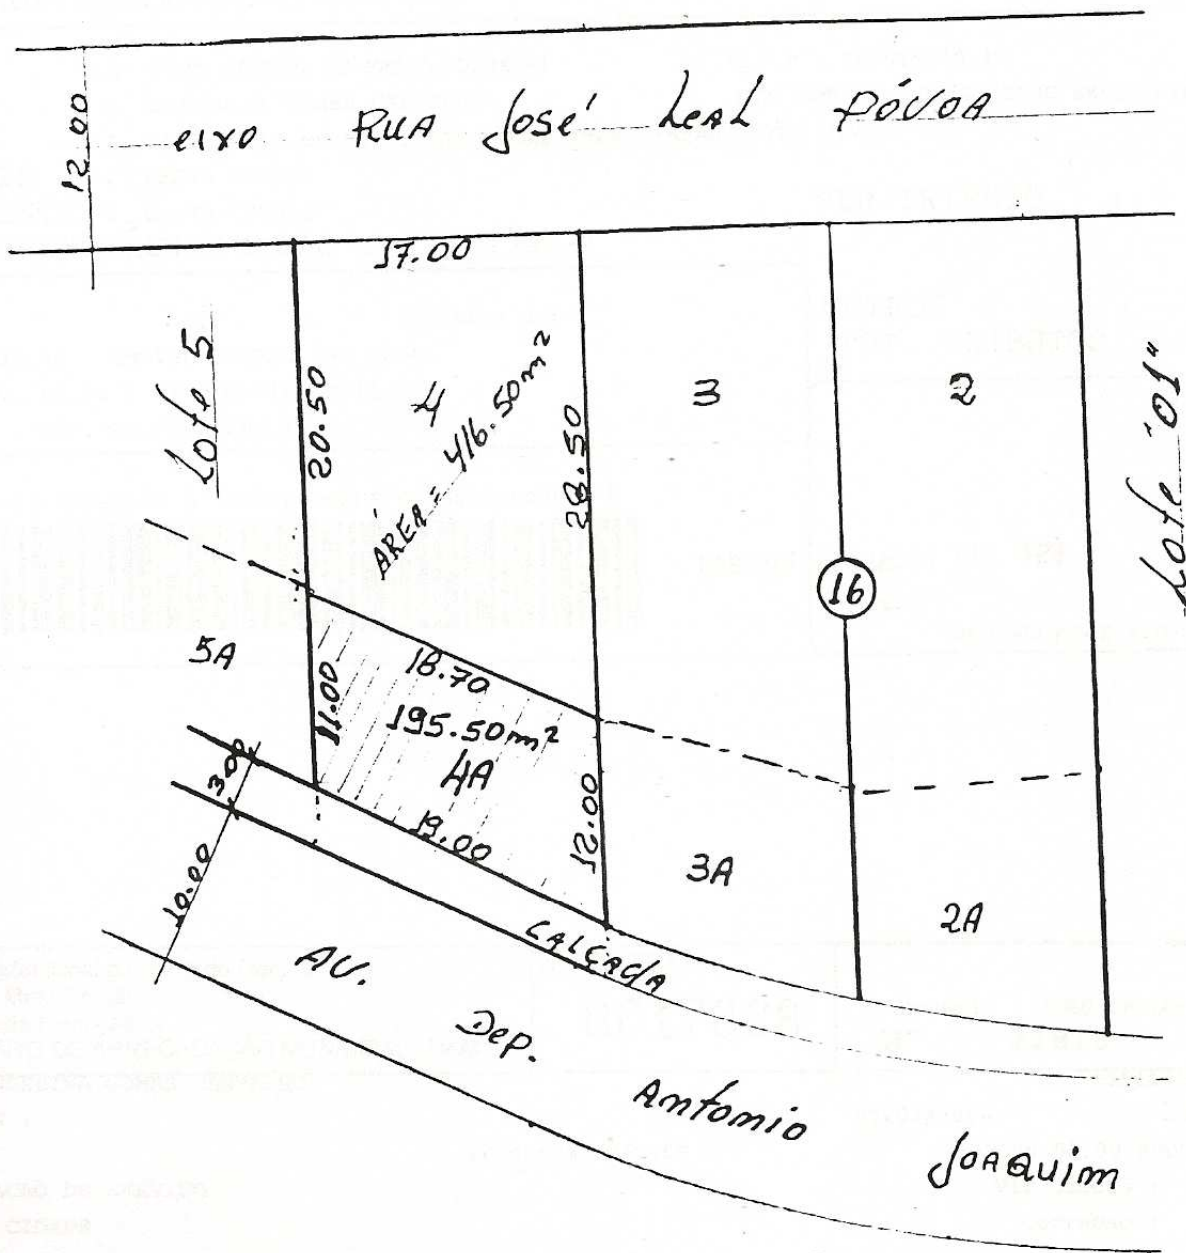 12.00
eixo RUA José Leal PÓVOA
17.00
Lote 5
20.50
4
ÁREA = 416.50m²
28.50
3
2
Lote "01"
16
5A
11.00
18.70
195.50m²
4A
19.00
12.00
3A
2A
3.00
10.00
CALÇADA
AV.
Dep.
Antonio
JOAQUIM